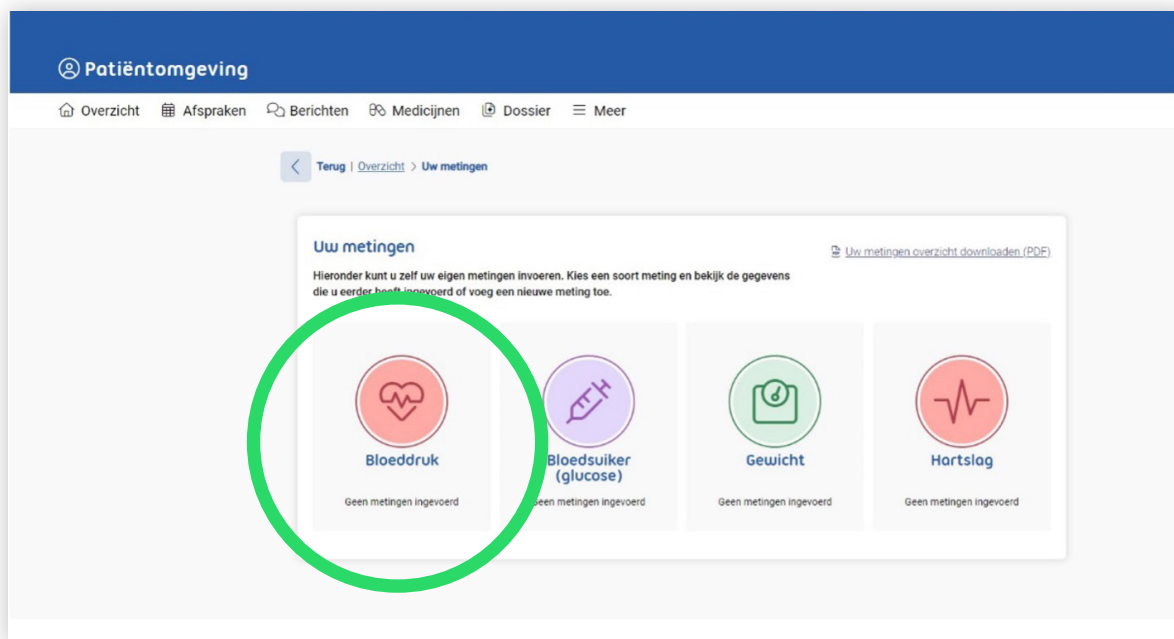 Patiëntomgeving
Overzicht Afspraken Berichten Medicijnen Dossier Meer
Terug | Overzicht > Uw metingen
Uw metingen
Uw metingen overzicht downloaden (PDF)
Hieronder kunt u zelf uw eigen metingen invoeren. Kies een soort meting en bekijk de gegevens
die u eerder heeft ingevoerd of voeg een nieuwe meting toe.
Bloeddruk
Geen metingen ingevoerd
Bloedsuiker
(glucose)
Geen metingen ingevoerd
Gewicht
Geen metingen ingevoerd
Hartslag
Geen metingen ingevoerd